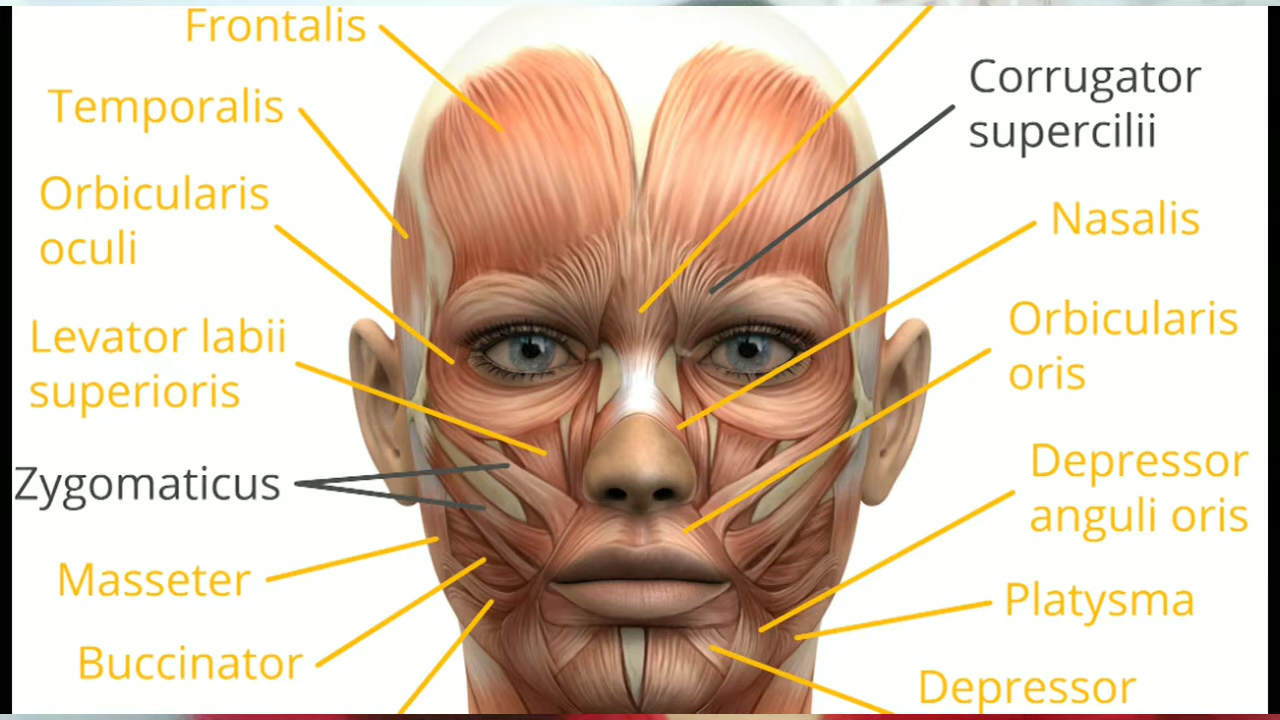 Frontalis
Temporalis
Orbicularis
oculi
Levator labii
superioris
Zygomaticus
Masseter
Buccinator
Corrugator
supercilii
Nasalis
Orbicularis
oris
Depressor
anguli oris
Platysma
Depressor